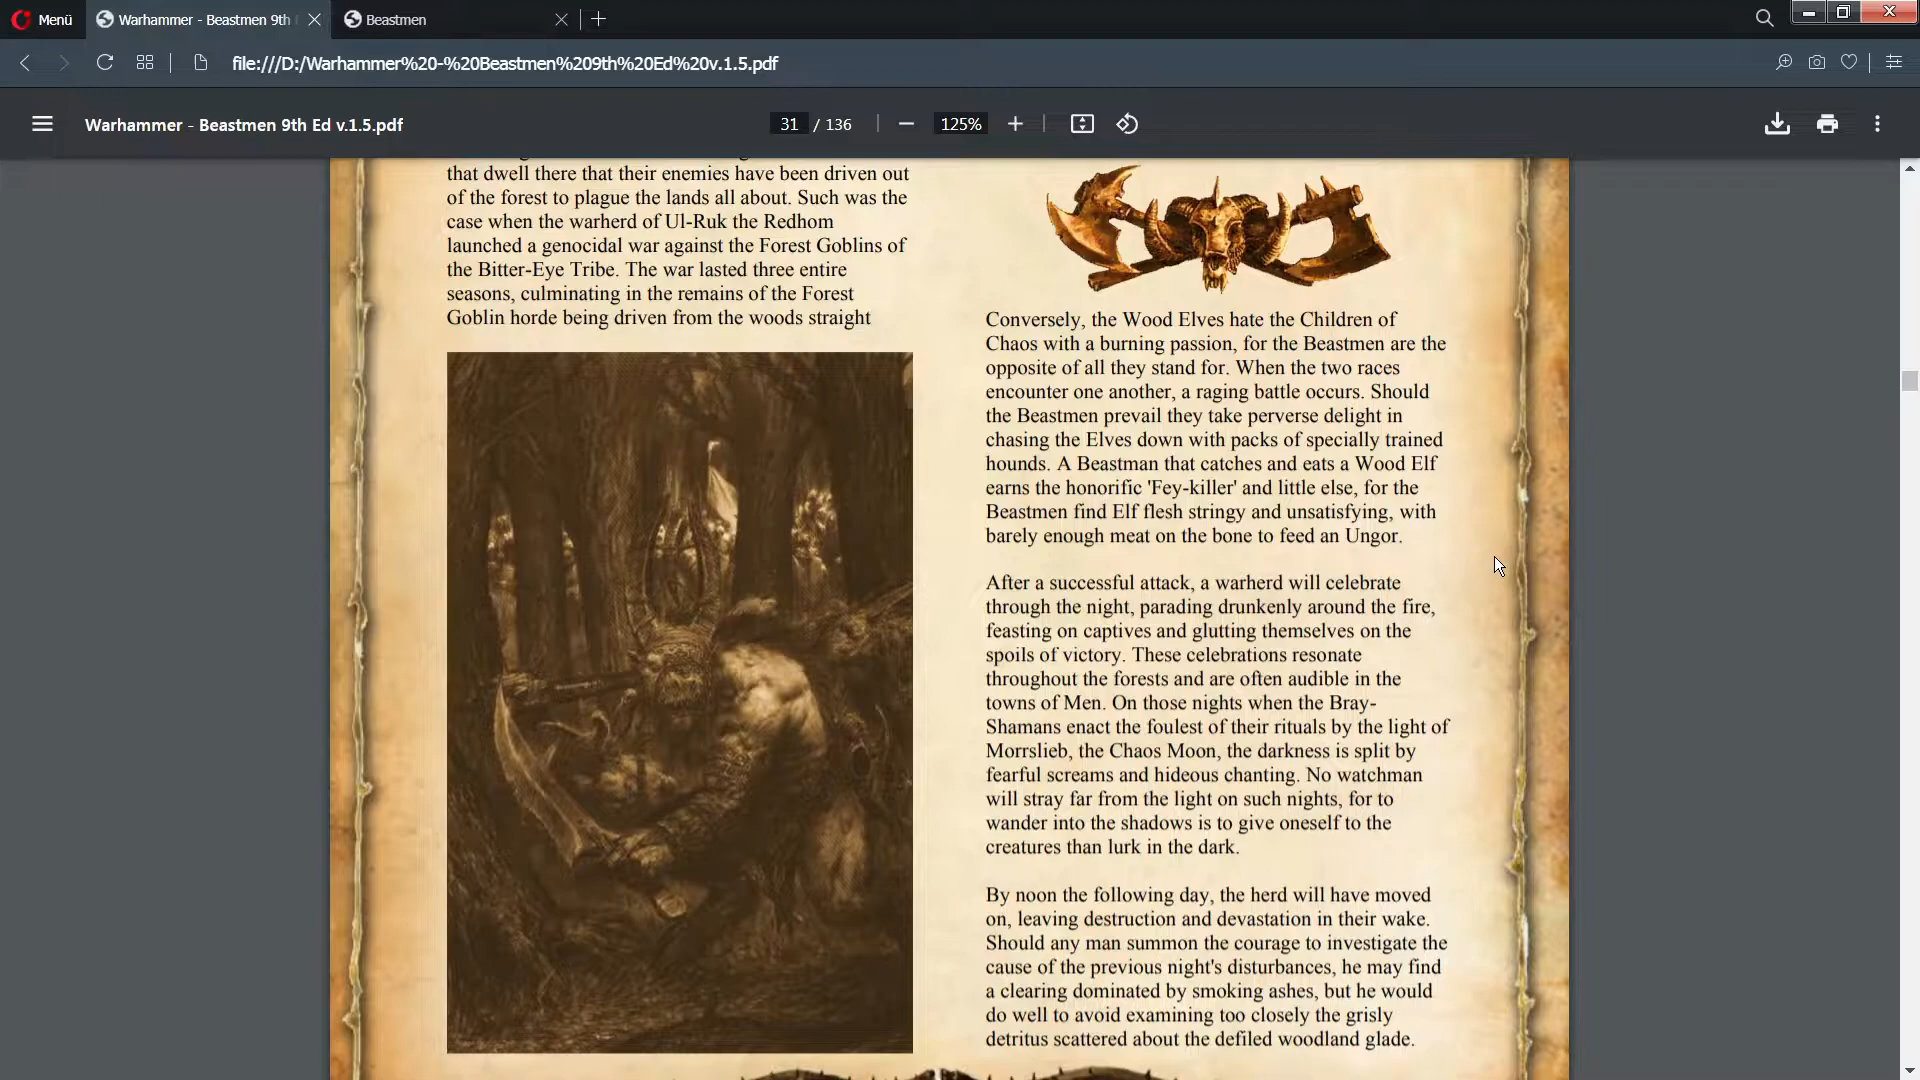 Menü
Warhammer - Beastmen 9th
Beastmen
file:///D:/Warhammer%20-%20Beastmen%209th%20Ed%20v.1.5.pdf
Warhammer - Beastmen 9th Ed v.1.5.pdf
31 / 136
125%
that dwell there that their enemies have been driven out
of the forest to plague the lands all about. Such was the
case when the warherd of Ul-Ruk the Redhorn
launched a genocidal war against the Forest Goblins of
the Bitter-Eye Tribe. The war lasted three entire
seasons, culminating in the remains of the Forest
Goblin horde being driven from the woods straight
Conversely, the Wood Elves hate the Children of
Chaos with a burning passion, for the Beastmen are the
opposite of all they stand for. When the two races
encounter one another, a raging battle occurs. Should
the Beastmen prevail they take perverse delight in
chasing the Elves down with packs of specially trained
hounds. A Beastman that catches and eats a Wood Elf
earns the honorific 'Fey-killer' and little else, for the
Beastmen find Elf flesh stringy and unsatisfying, with
barely enough meat on the bone to feed an Ungor.
After a successful attack, a warherd will celebrate
through the night, parading drunkenly around the fire,
feasting on captives and glutting themselves on the
spoils of victory. These celebrations resonate
throughout the forests and are often audible in the
towns of Men. On those nights when the Bray-
Shamans enact the foulest of their rituals by the light of
Morrslieb, the Chaos Moon, the darkness is split by
fearful screams and hideous chanting. No watchman
will stray far from the light on such nights, for to
wander into the shadows is to give oneself to the
creatures than lurk in the dark.
By noon the following day, the herd will have moved
on, leaving destruction and devastation in their wake.
Should any man summon the courage to investigate the
cause of the previous night's disturbances, he may find
a clearing dominated by smoking ashes, but he would
do well to avoid examining too closely the grisly
detritus scattered about the defiled woodland glade.